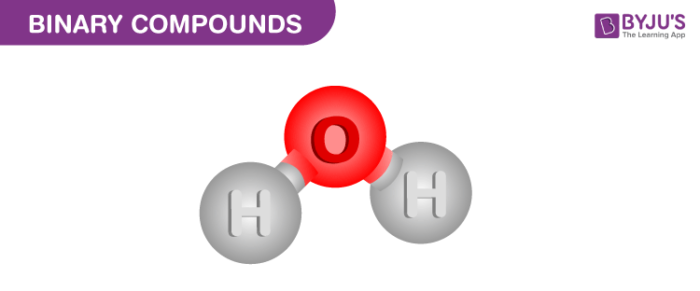 BINARY COMPOUNDS
BYJU'S
The Learning App
O
H
H